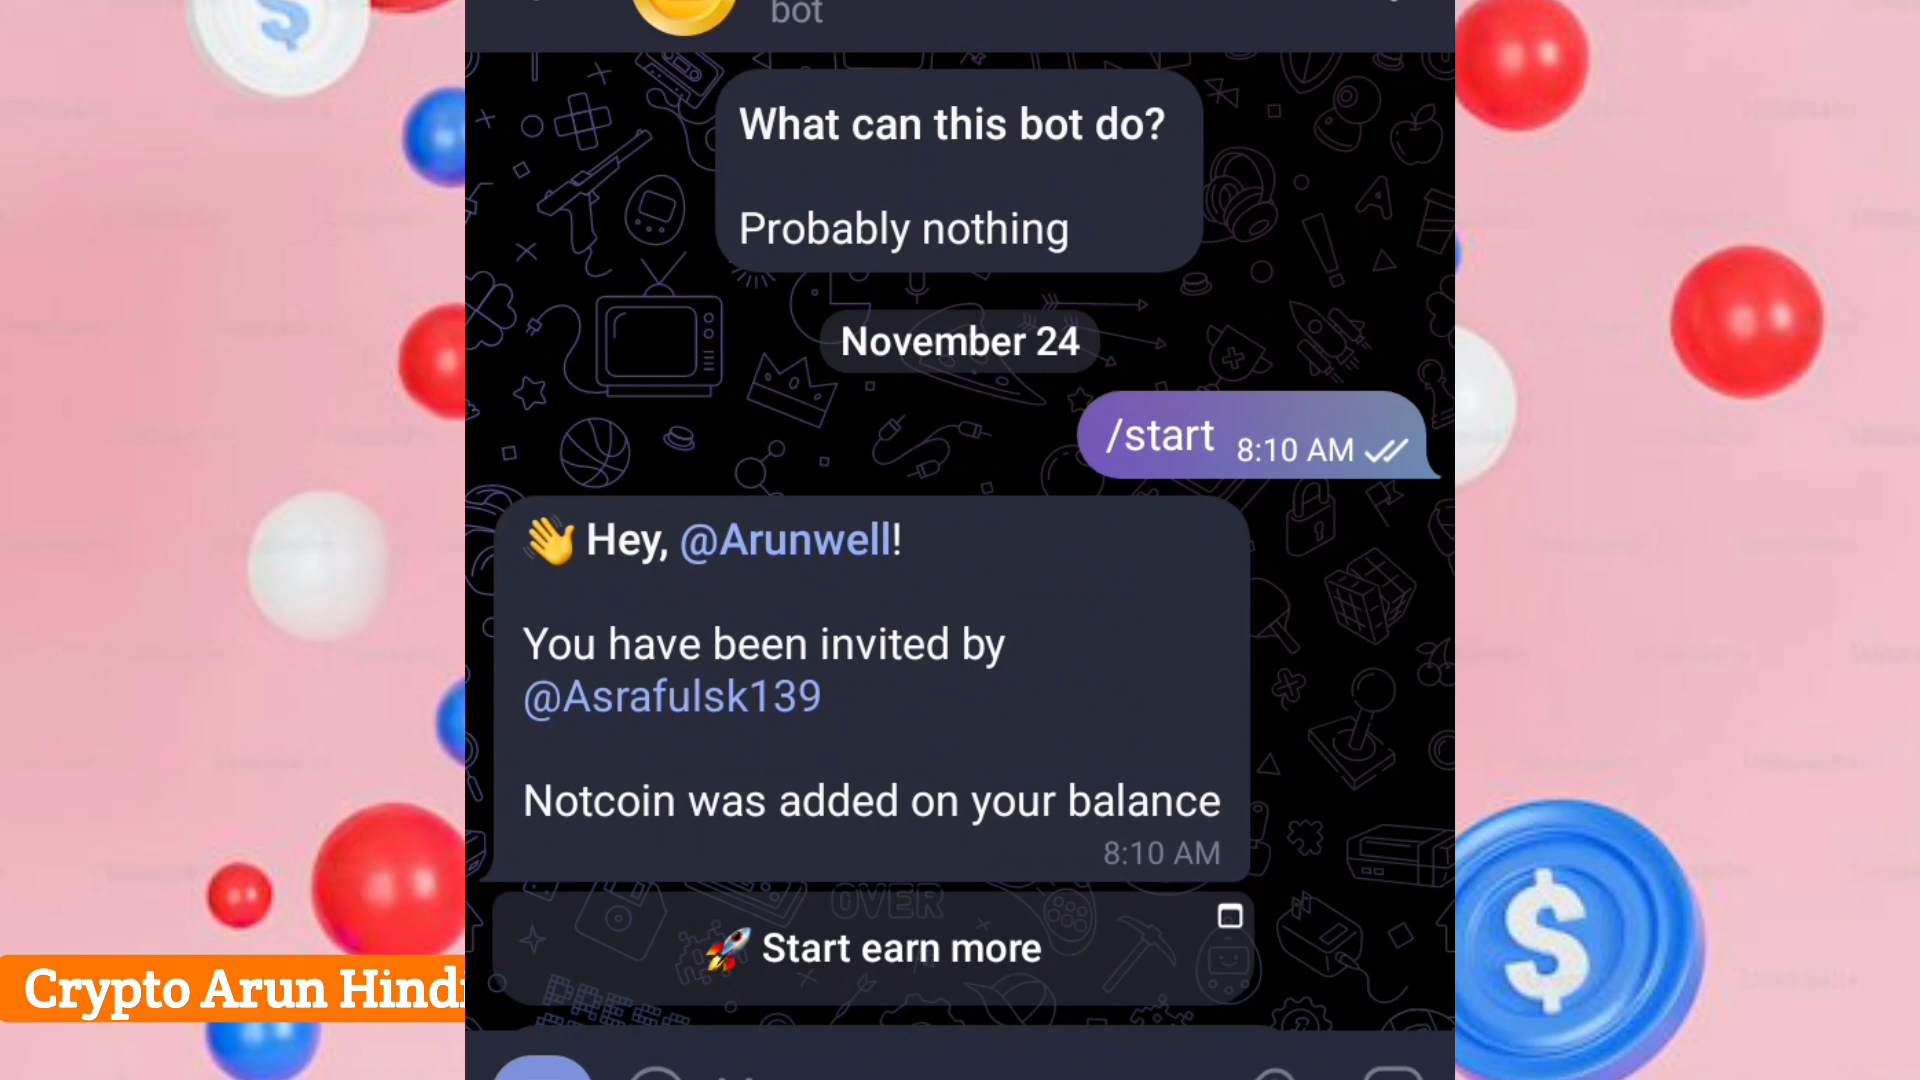 bot
What can this bot do?
Probably nothing
November 24
/start 8:10 AM
👋 Hey, @Arunwell!
You have been invited by
@Asrafulsk139
Notcoin was added on your balance
8:10 AM
🚀 Start earn more
Crypto Arun Hindi